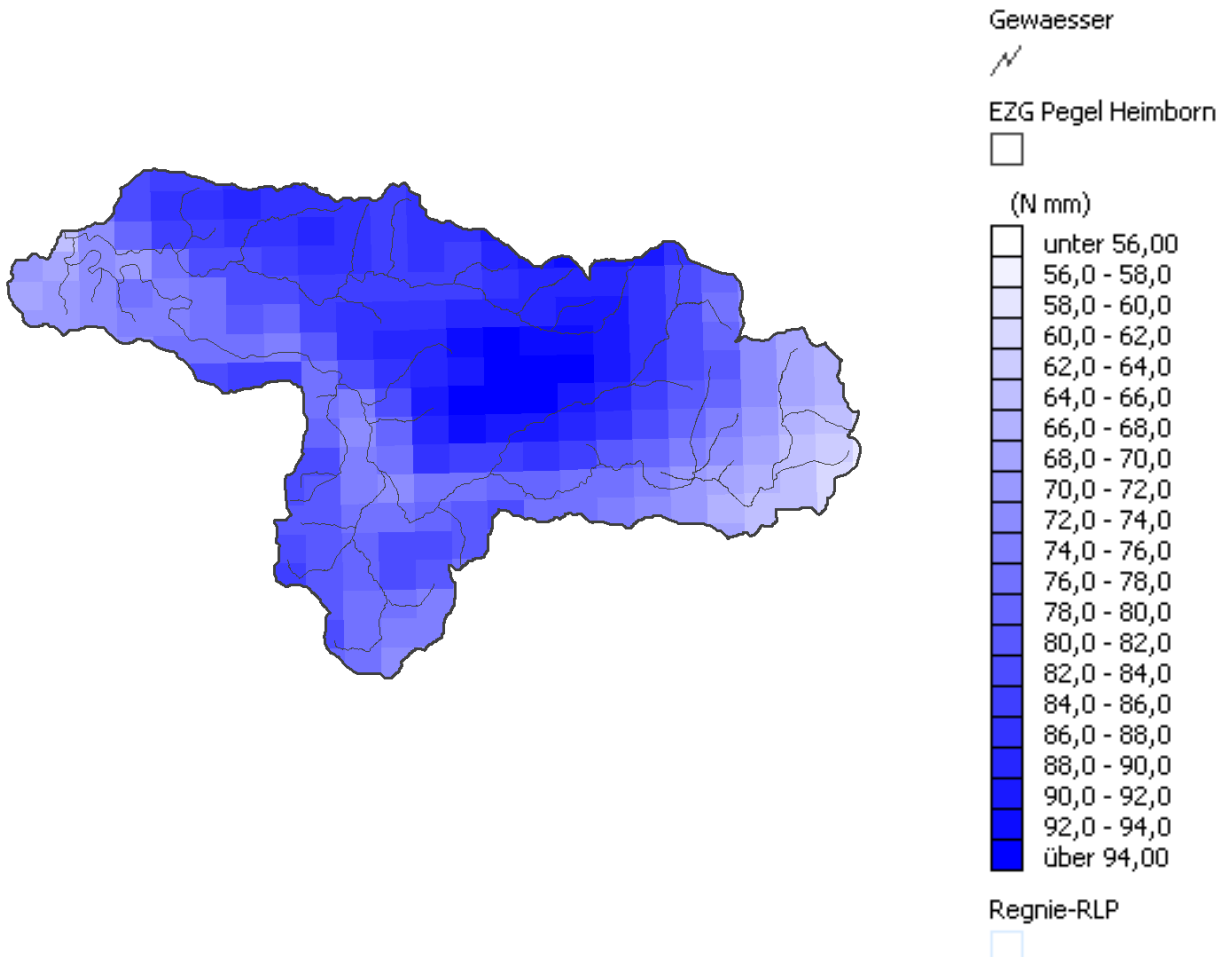 Gewaesser
EZG Pegel Heimborn
(N mm)
unter 56,00
56,0 - 58,0
58,0 - 60,0
60,0 - 62,0
62,0 - 64,0
64,0 - 66,0
66,0 - 68,0
68,0 - 70,0
70,0 - 72,0
72,0 - 74,0
74,0 - 76,0
76,0 - 78,0
78,0 - 80,0
80,0 - 82,0
82,0 - 84,0
84,0 - 86,0
86,0 - 88,0
88,0 - 90,0
90,0 - 92,0
92,0 - 94,0
über 94,00
Regnie-RLP